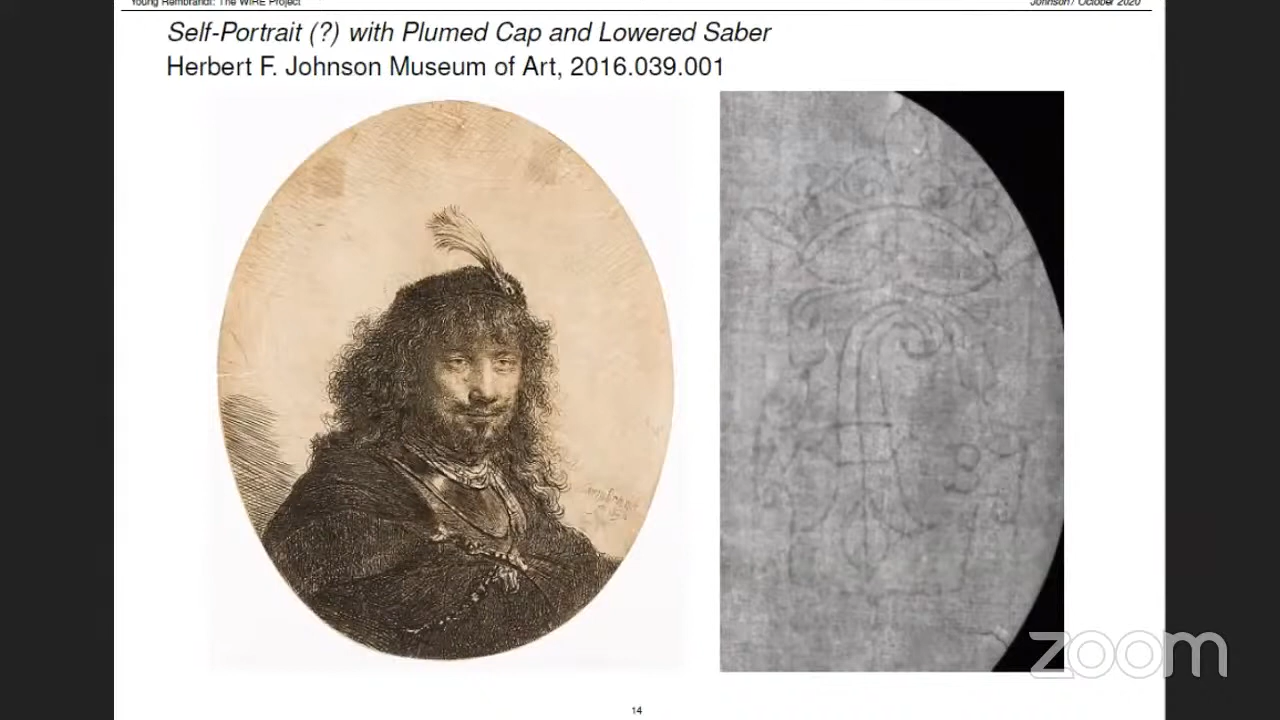 Young Rembrandt: The WIRE Project
Johnson / October 2020
Self-Portrait (?) with Plumed Cap and Lowered Saber
Herbert F. Johnson Museum of Art, 2016.039.001
zoom
14